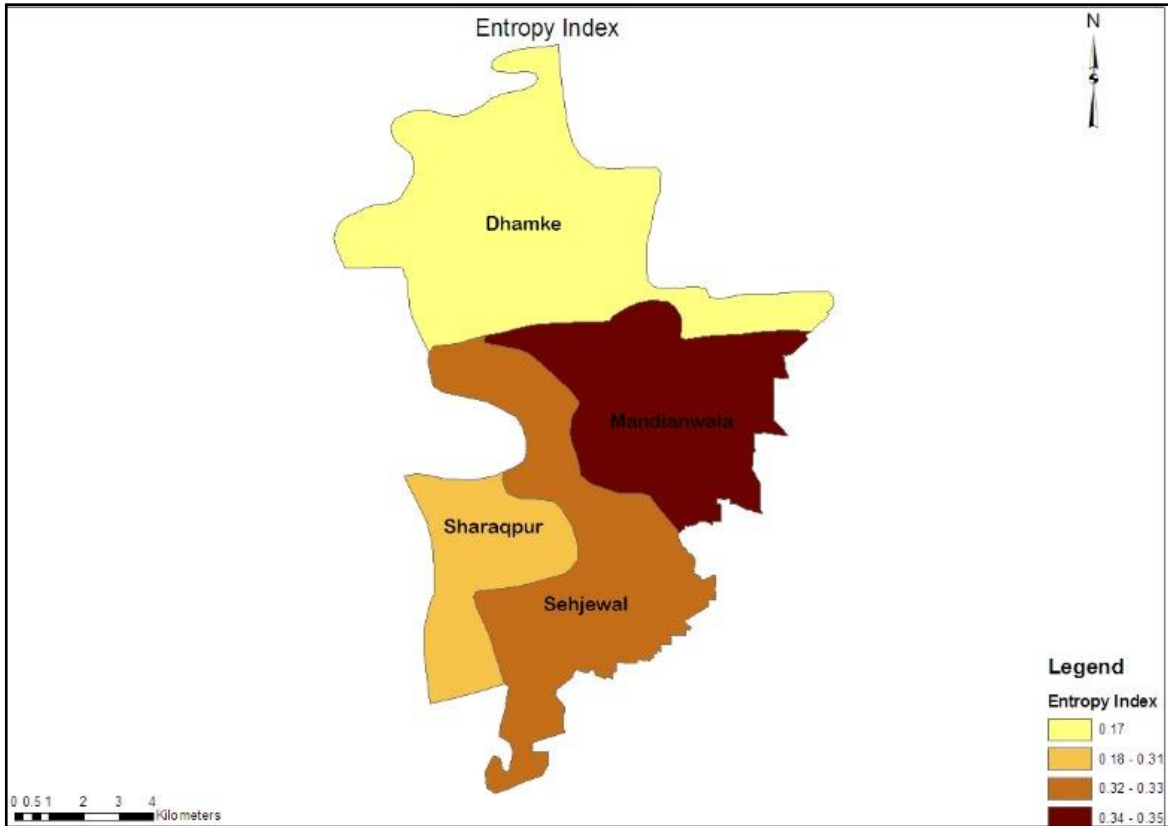 Entropy Index
N
Dhamke
Mandianwala
Sharaqpur
Sehjewal
Legend
Entropy Index
0.17
0.18 - 0.31
0.32 - 0.33
0.34 - 0.35
0 0.5 1 2 3 4
Kilometers